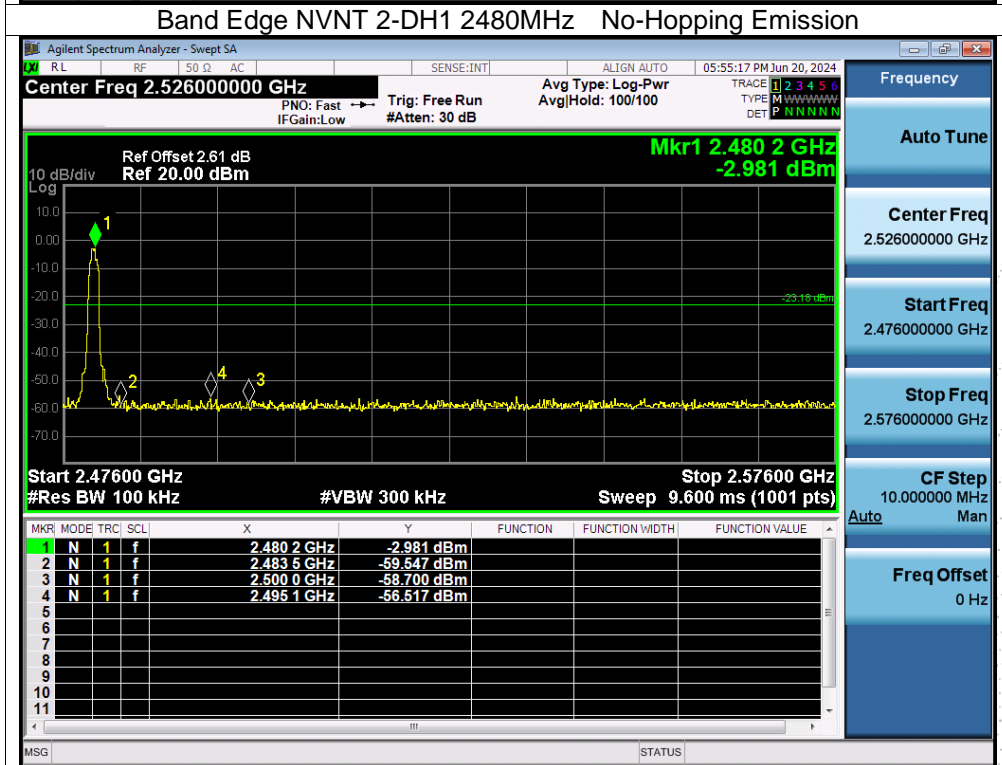 Band Edge NVNT 2-DH1 2480MHz No-Hopping Emission
Agilent Spectrum Analyzer - Swept SA
LXI RL RF 50 Ω AC SENSE:INT ALIGN AUTO 05:55:17 PM Jun 20, 2024
Center Freq 2.526000000 GHz
PNO: Fast
IFGain:Low
Trig: Free Run
#Atten: 30 dB
Avg Type: Log-Pwr
Avg|Hold: 100/100
TRACE 1 2 3 4 5 6
TYPE M W W W W W
DET P N N N N N
Ref Offset 2.61 dB
10 dB/div Ref 20.00 dBm
Log
Mkr1 2.480 2 GHz
-2.981 dBm
10.0
0.00
-10.0
-20.0
-30.0
-40.0
-50.0
-60.0
-70.0
1
2
4
3
-23.18 dBm
Start 2.47600 GHz Stop 2.57600 GHz
#Res BW 100 kHz #VBW 300 kHz Sweep 9.600 ms (1001 pts)
MKR MODE TRC SCL X Y FUNCTION FUNCTION WIDTH FUNCTION VALUE
1 N 1 f 2.480 2 GHz -2.981 dBm
2 N 1 f 2.483 5 GHz -59.547 dBm
3 N 1 f 2.500 0 GHz -58.700 dBm
4 N 1 f 2.495 1 GHz -56.517 dBm
5
6
7
8
9
10
11
MSG STATUS
Frequency
Auto Tune
Center Freq
2.526000000 GHz
Start Freq
2.476000000 GHz
Stop Freq
2.576000000 GHz
CF Step
10.000000 MHz
Auto Man
Freq Offset
0 Hz